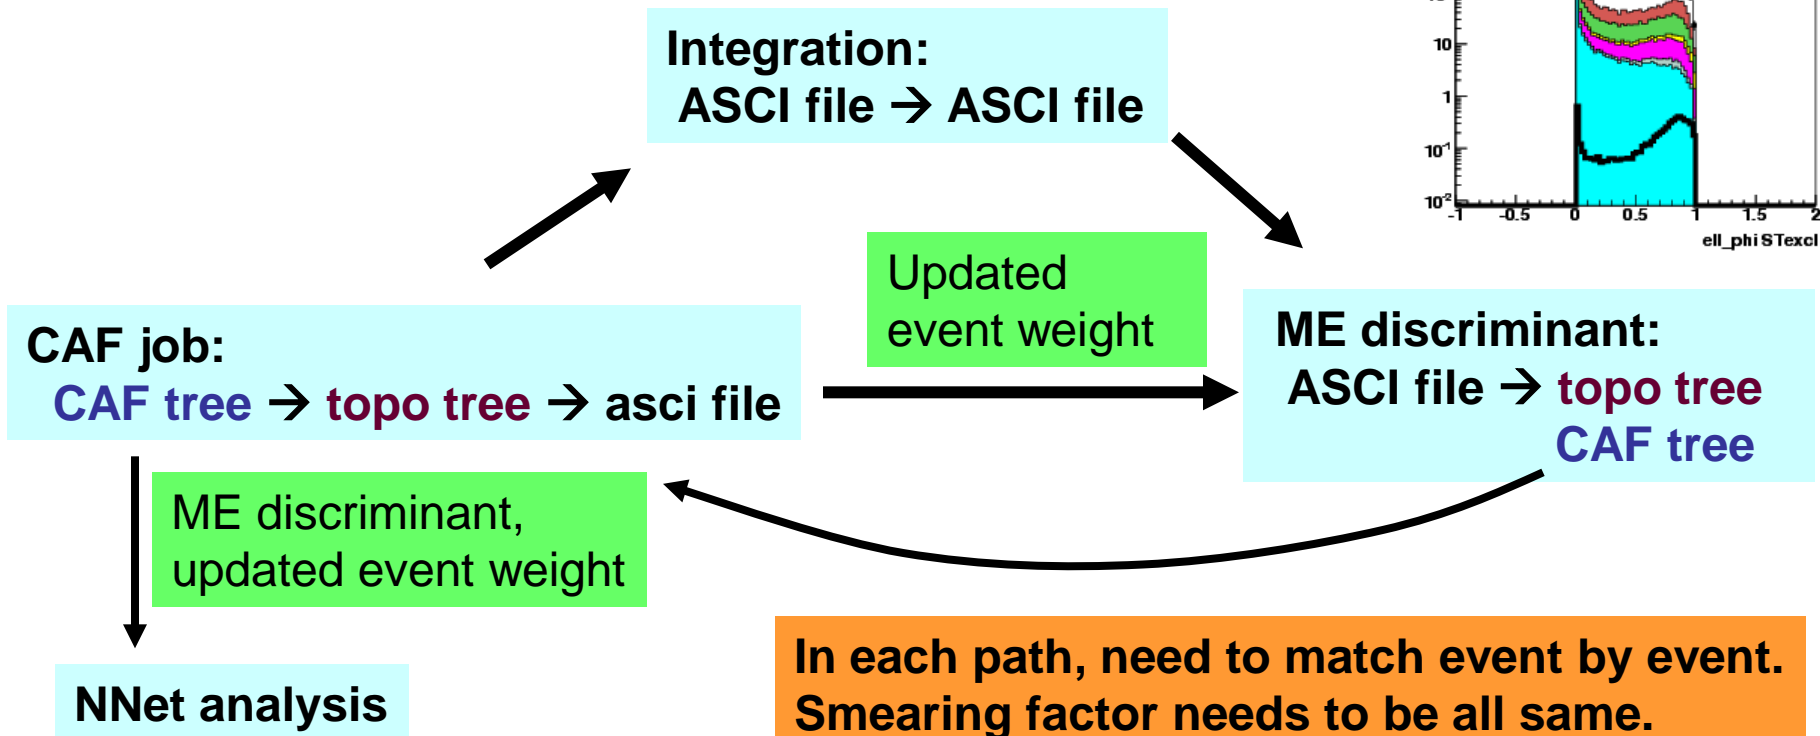 Integration:
ASCI file → ASCI file
10
1
10-1
10-2
-1 -0.5 0 0.5 1 1.5 2
ell_phi STexcl
Updated
event weight
CAF job:
CAF tree → topo tree → asci file
ME discriminant:
ASCI file → topo tree
CAF tree
ME discriminant,
updated event weight
In each path, need to match event by event.
Smearing factor needs to be all same.
NNet analysis